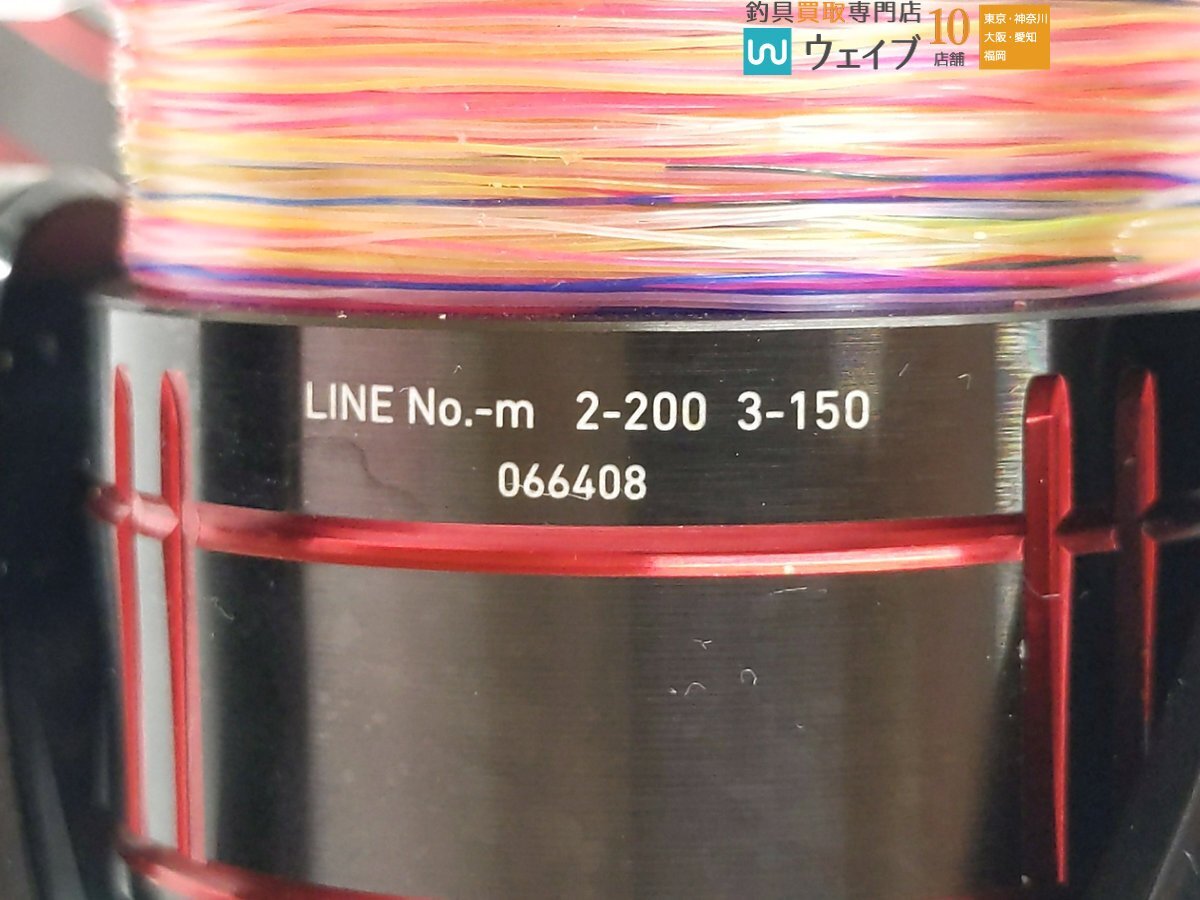 釣具買取専門店
ウェイブ
10
店舗
東京・神奈川
大阪・愛知
福岡
LINE No.-m 2-200 3-150
066408